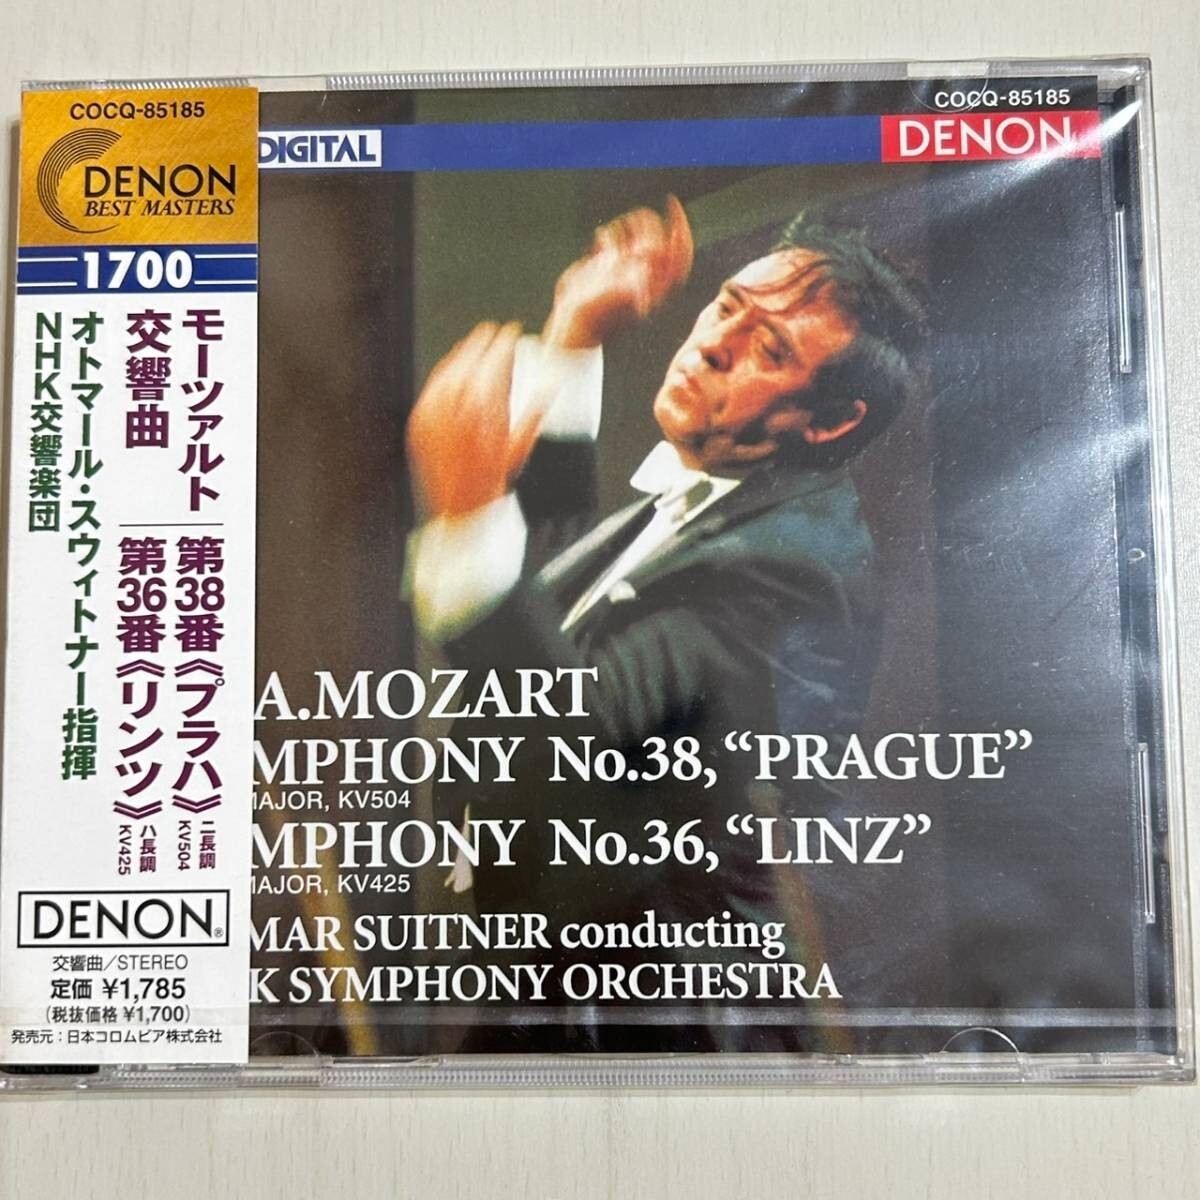 COCQ-85185
DENON
BEST MASTERS
1700
モーツァルト
交響曲
第38番《プラハ》ニ長調 KV504
第36番《リンツ》ハ長調 KV425
オトマール・スウィトナー指揮
NHK交響楽団
DENON®
交響曲/STEREO
定価 ¥1,785
(税抜価格 ¥1,700)
発売元：日本コロムビア株式会社
COCQ-85185
DIGITAL
DENON
A.MOZART
MPHONY No.38, “PRAGUE”
MAJOR, KV504
MPHONY No.36, “LINZ”
MAJOR, KV425
MAR SUITNER conducting
K SYMPHONY ORCHESTRA